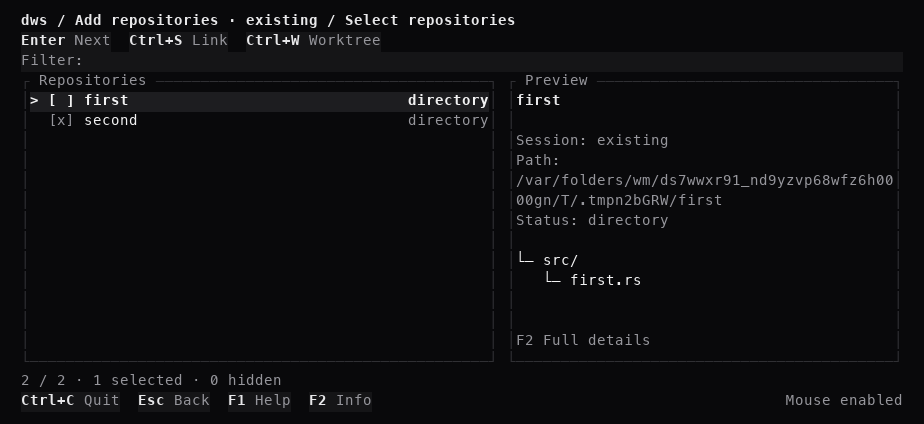 dws / Add repositories · existing / Select repositories
Enter Next  Ctrl+S Link  Ctrl+W Worktree
Filter:
Repositories
> [ ] first                               directory
  [x] second                              directory
Preview
first
Session: existing
Path:
/var/folders/wm/ds7wwxr91_nd9yzvp68wfz6h00
00gn/T/.tmpn2bGRW/first
Status: directory
└─ src/
   └─ first.rs
F2 Full details
2 / 2 · 1 selected · 0 hidden
Ctrl+C Quit  Esc Back  F1 Help  F2 Info                                              Mouse enabled